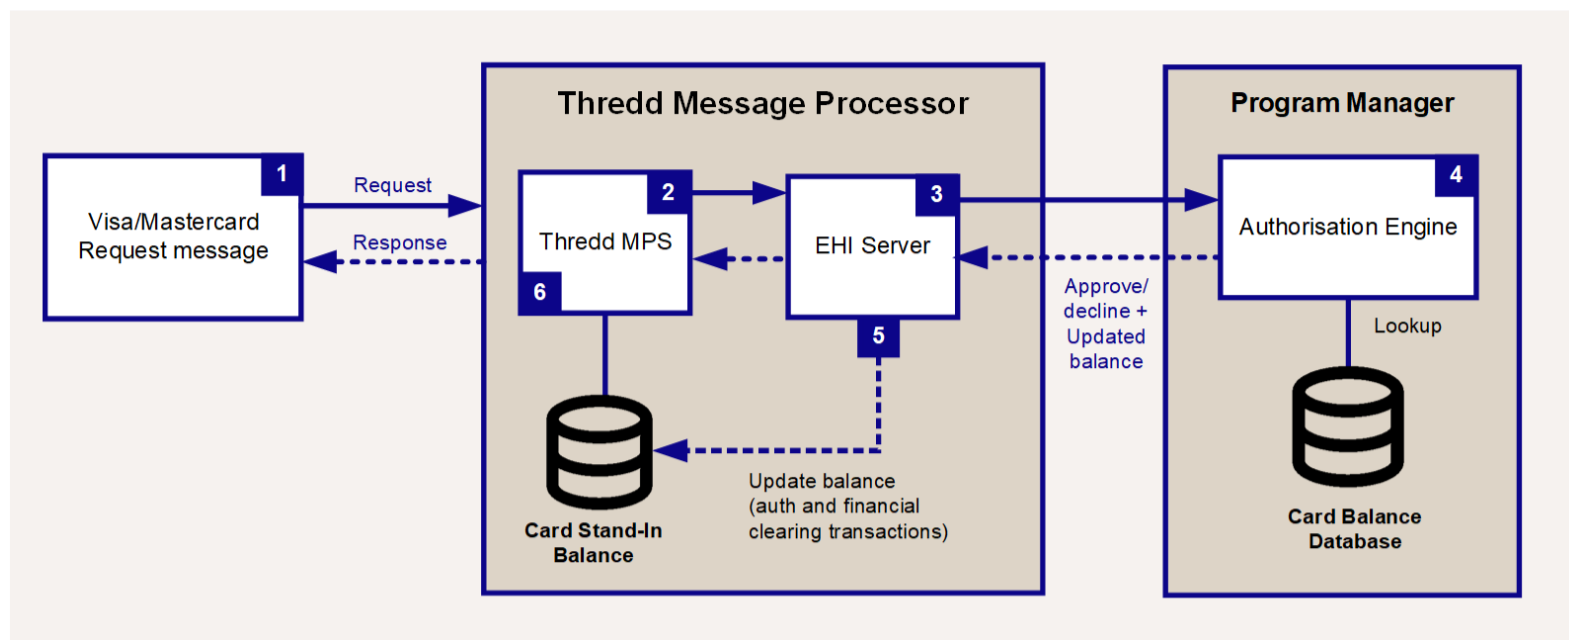 Thredd Message Processor
Program Manager
1
Visa/Mastercard
Request message
Request
Response
2
Thredd MPS
6
3
EHI Server
5
4
Authorisation Engine
Approve/
decline +
Updated
balance
Lookup
Update balance
(auth and financial
clearing transactions)
Card Stand-In
Balance
Card Balance
Database